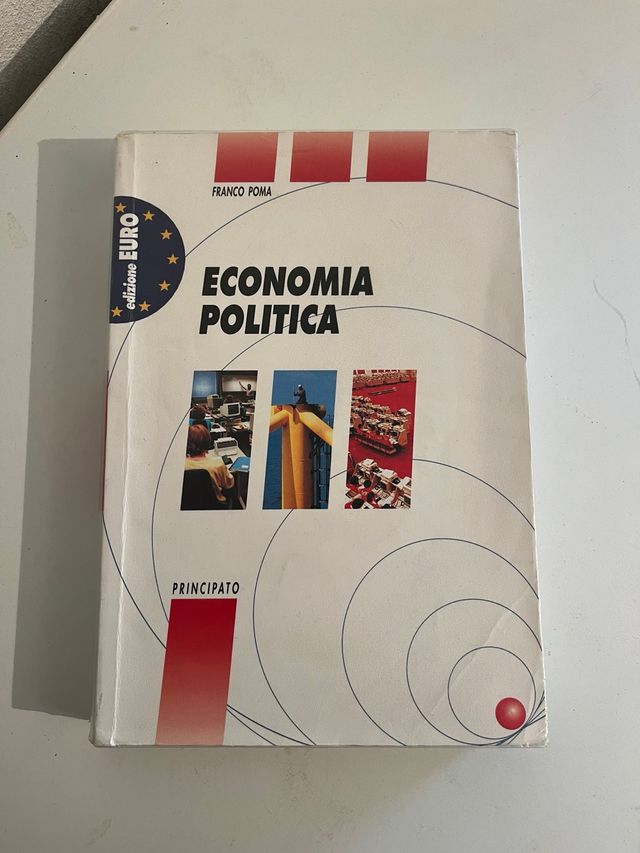 FRANCO POMA
edizione EURO
ECONOMIA
POLITICA
PRINCIPATO